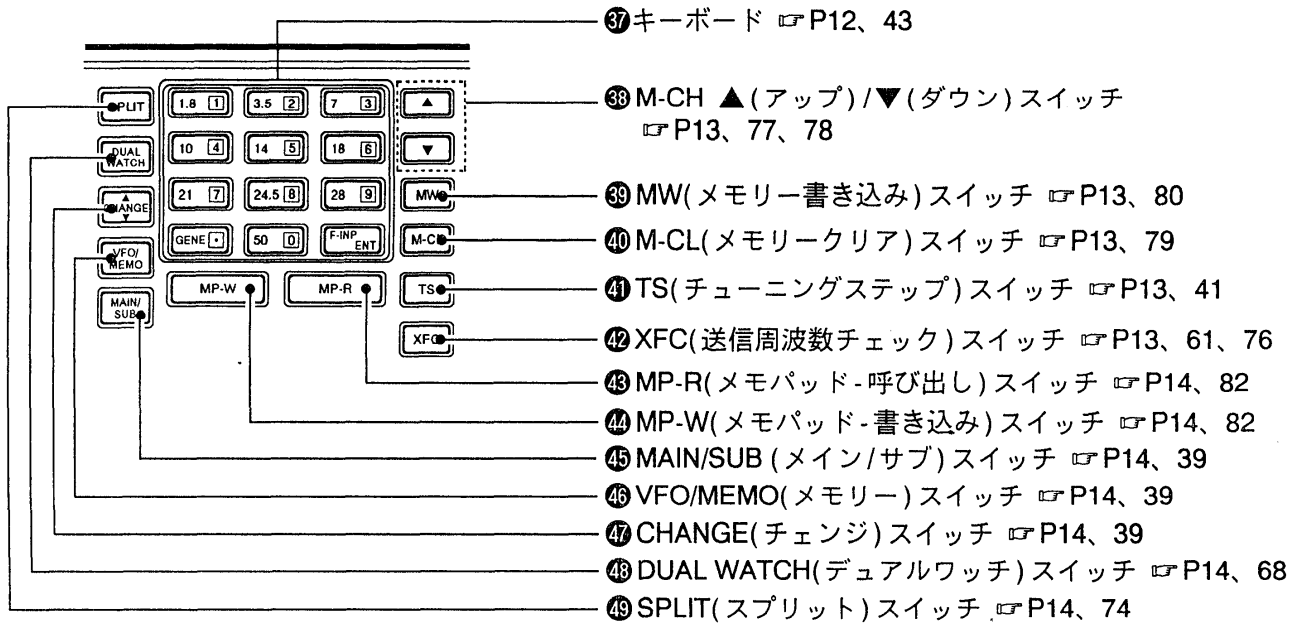 ㊲キーボード ☞P12、43
㊳M-CH ▲(アップ)/▼(ダウン)スイッチ
☞P13、77、78
㊴MW(メモリー書き込み)スイッチ ☞P13、80
㊵M-CL(メモリークリア)スイッチ ☞P13、79
㊶TS(チューニングステップ)スイッチ ☞P13、41
㊷XFC(送信周波数チェック)スイッチ ☞P13、61、76
㊸MP-R(メモパッド-呼び出し)スイッチ ☞P14、82
㊹MP-W(メモパッド-書き込み)スイッチ ☞P14、82
㊺MAIN/SUB (メイン/サブ)スイッチ ☞P14、39
㊻VFO/MEMO(メモリー)スイッチ ☞P14、39
㊼CHANGE(チェンジ)スイッチ ☞P14、39
㊽DUAL WATCH(デュアルワッチ)スイッチ ☞P14、68
㊾SPLIT(スプリット)スイッチ ☞P14、74
SPLIT
1.8 1
3.5 2
7 3
▲
DUAL
WATCH
10 4
14 5
18 6
▼
▲
CHANGE
▼
21 7
24.5 8
28 9
MW
VFO/
MEMO
GENE ·
50 0
F-INP
ENT
M-CL
MAIN/
SUB
MP-W
MP-R
TS
XFC